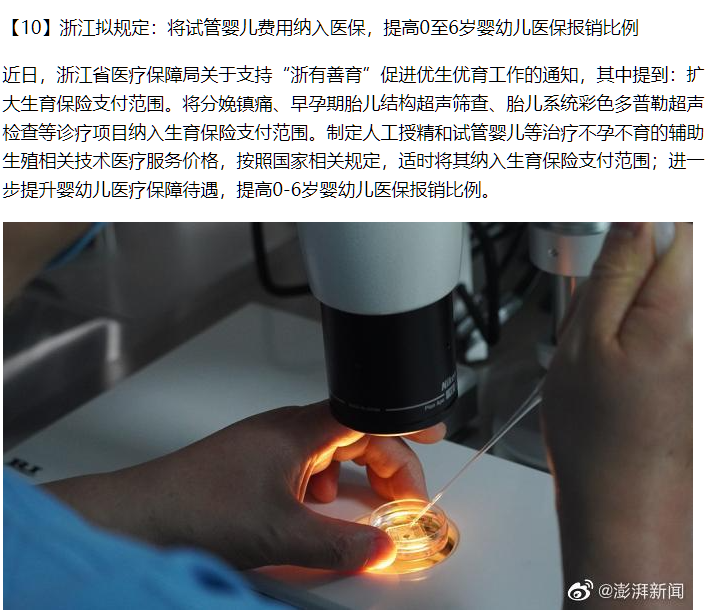 【10】浙江拟规定：将试管婴儿费用纳入医保，提高0至6岁婴幼儿医保报销比例
近日，浙江省医疗保障局关于支持“浙有善育”促进优生优育工作的通知，其中提到：扩
大生育保险支付范围。将分娩镇痛、早孕期胎儿结构超声筛查、胎儿系统彩色多普勒超声
检查等诊疗项目纳入生育保险支付范围。制定人工授精和试管婴儿等治疗不孕不育的辅助
生殖相关技术医疗服务价格，按照国家相关规定，适时将其纳入生育保险支付范围；进一
步提升婴幼儿医疗保障待遇，提高0-6岁婴幼儿医保报销比例。
@澎湃新闻